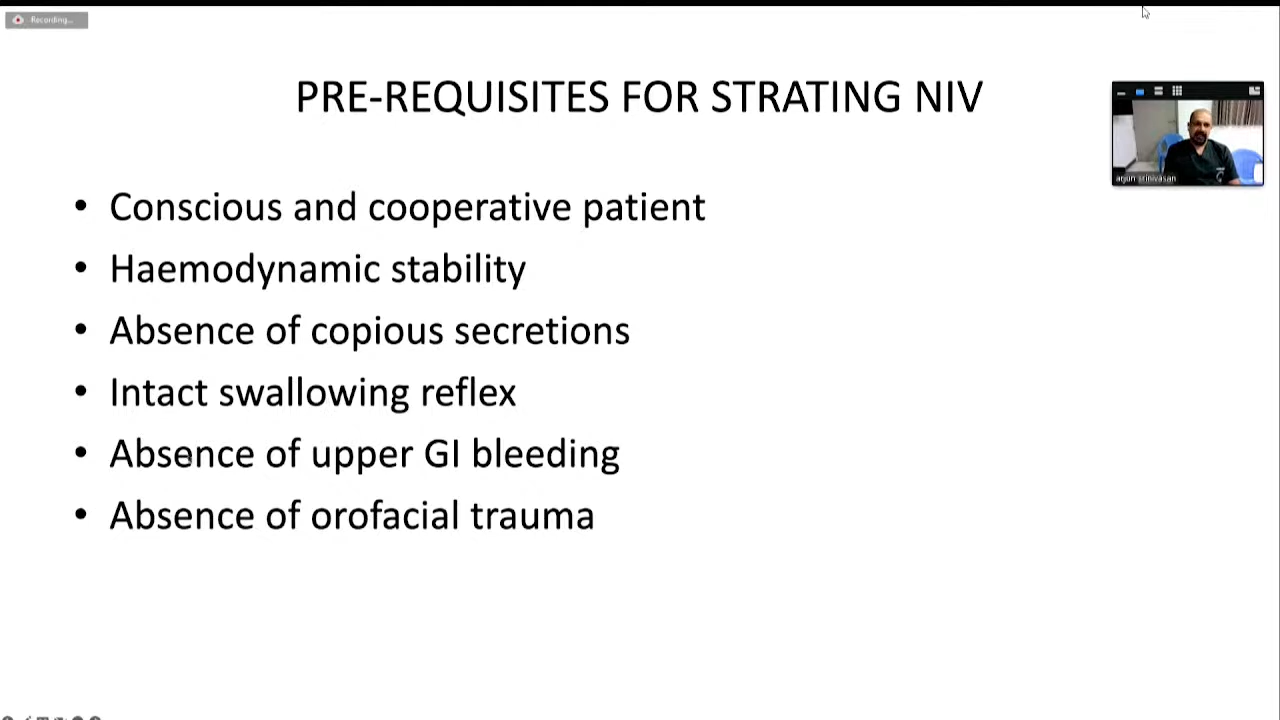 Recording...
PRE-REQUISITES FOR STRATING NIV
arjun srinivasan
• Conscious and cooperative patient
• Haemodynamic stability
• Absence of copious secretions
• Intact swallowing reflex
• Absence of upper GI bleeding
• Absence of orofacial trauma